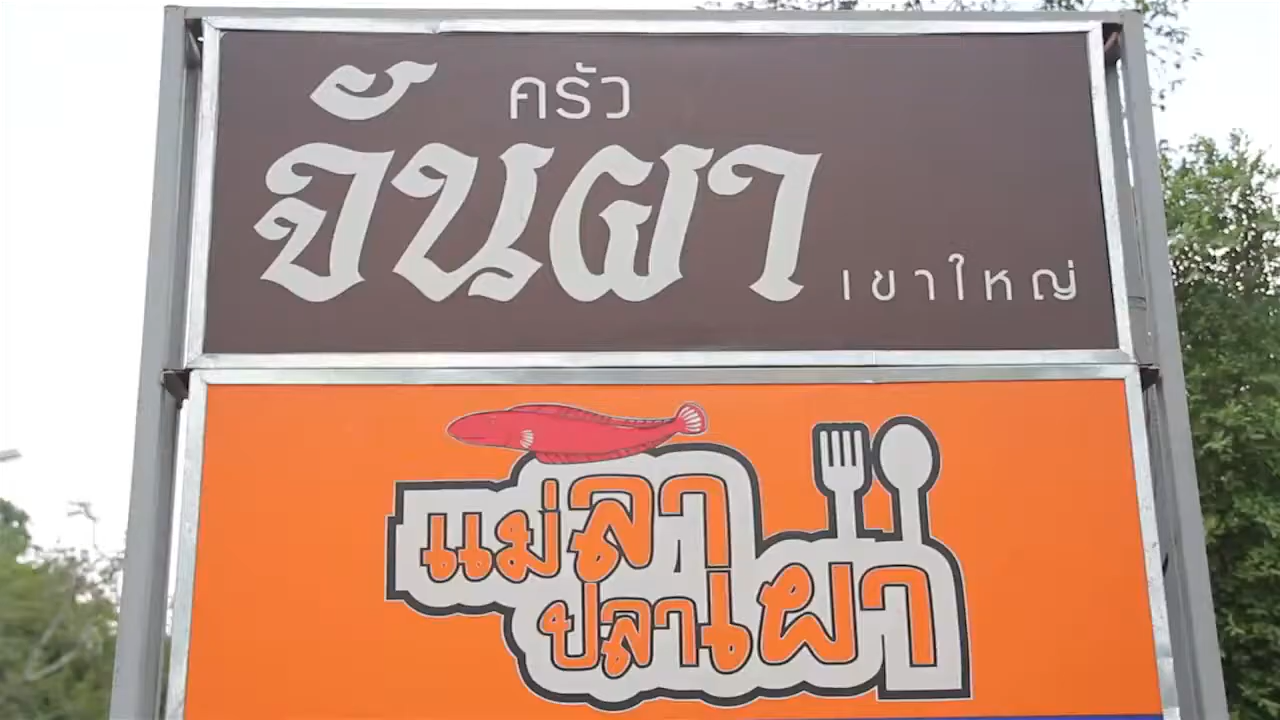 ครัว
จันผา
เขาใหญ่
แม่ลา
ปลาเผา